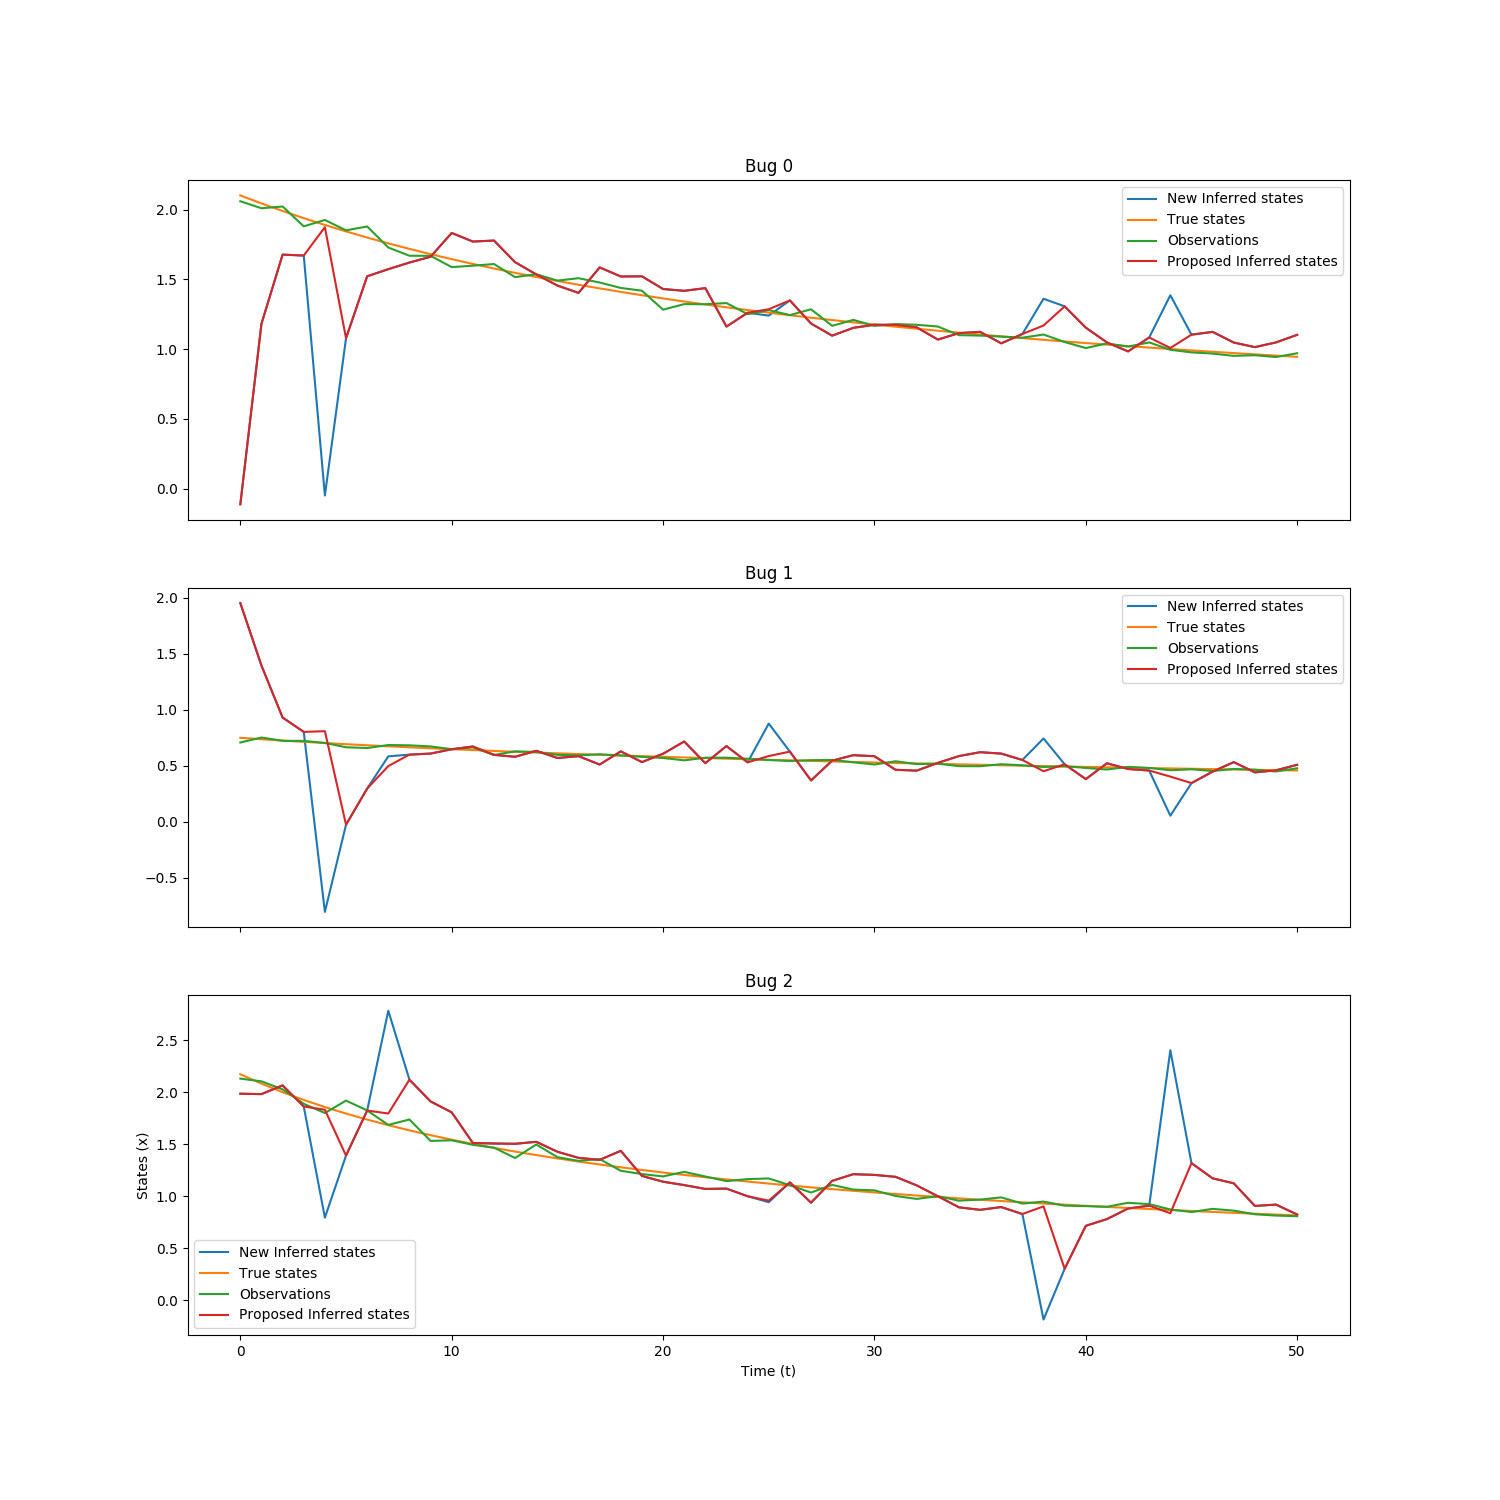 Bug 0
2.0
1.5
1.0
0.5
0.0
New Inferred states
True states
Observations
Proposed Inferred states
Bug 1
2.0
1.5
1.0
0.5
0.0
−0.5
New Inferred states
True states
Observations
Proposed Inferred states
Bug 2
States (x)
2.5
2.0
1.5
1.0
0.5
0.0
New Inferred states
True states
Observations
Proposed Inferred states
0 10 20 30 40 50
Time (t)